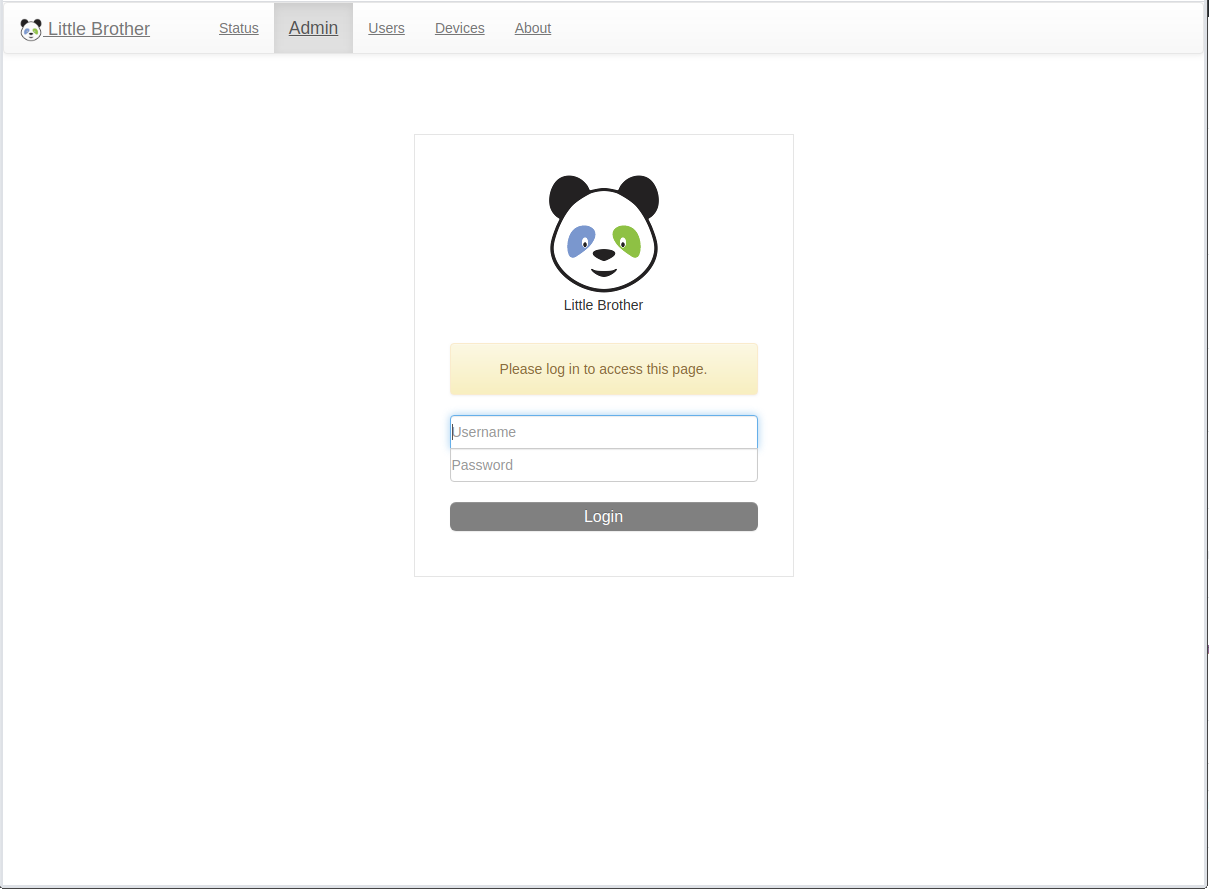 Little Brother Status Admin Users Devices About
Little Brother
Please log in to access this page.
Username
Password
Login